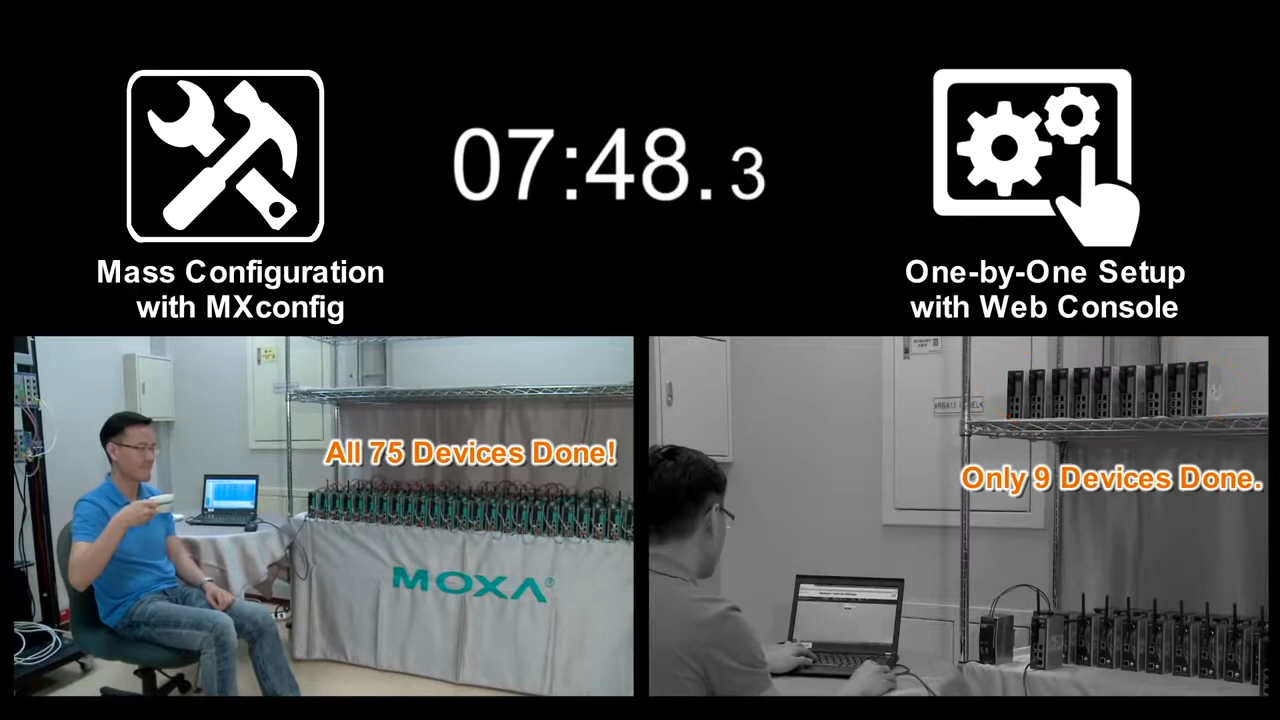 07:48.3
Mass Configuration
with MXconfig
One-by-One Setup
with Web Console
All 75 Devices Done!
MOXA®
Only 9 Devices Done.